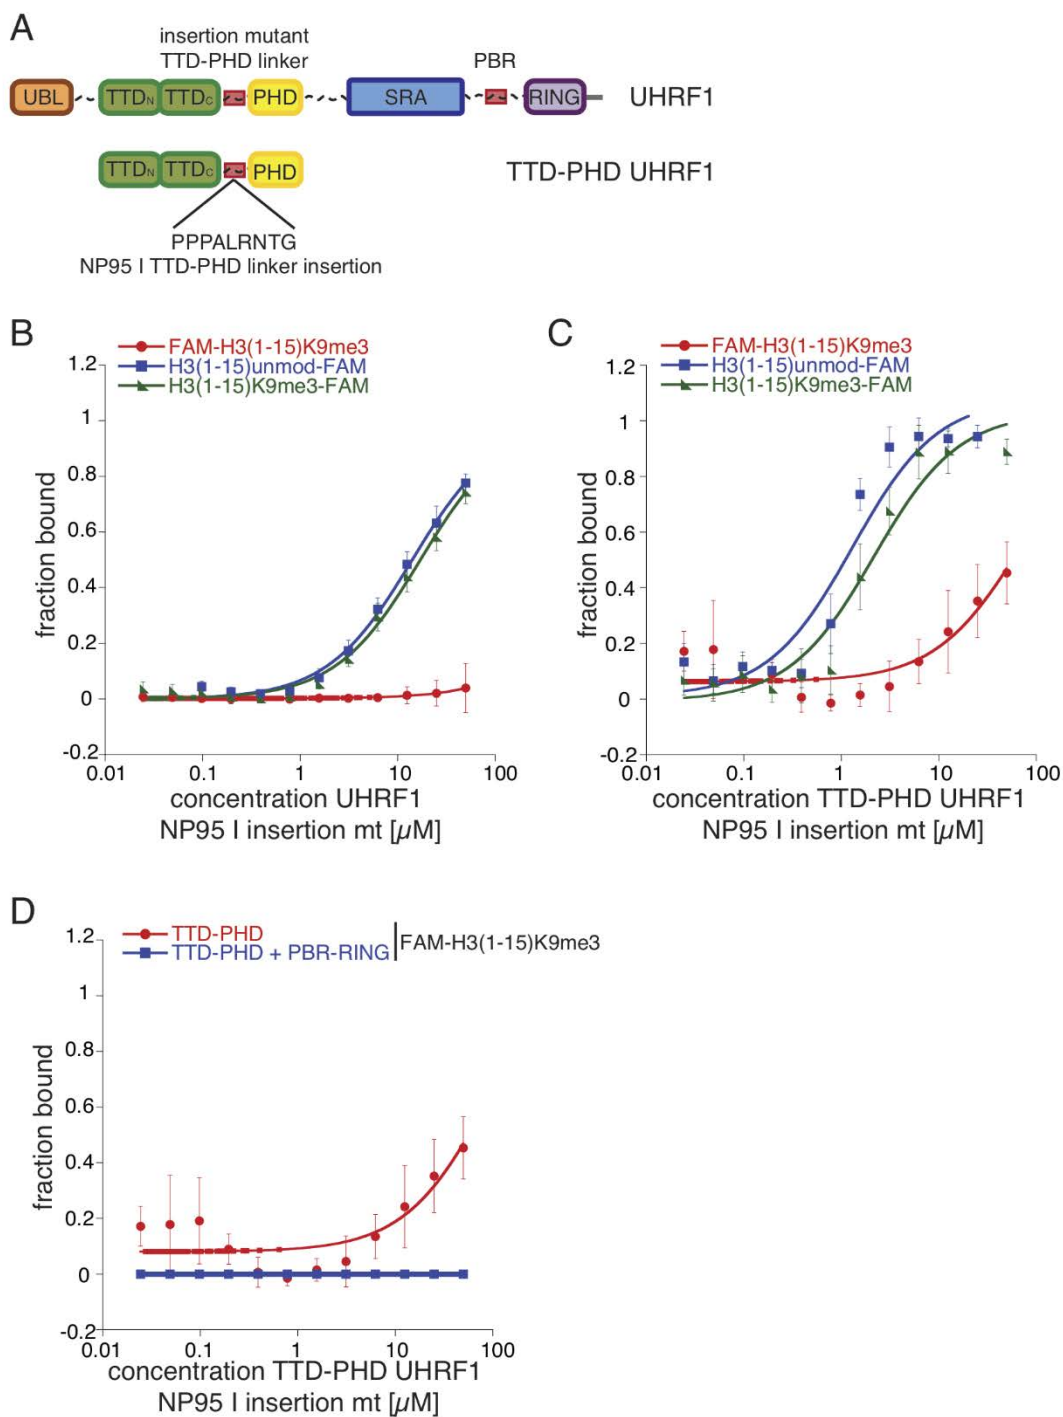 A
insertion mutant
TTD-PHD linker
PBR
UBL
TTDN
TTDC
PHD
SRA
RING
UHRF1
TTDN
TTDC
PHD
TTD-PHD UHRF1
PPPALRNTG
NP95 I TTD-PHD linker insertion
B
FAM-H3(1-15)K9me3
H3(1-15)unmod-FAM
H3(1-15)K9me3-FAM
1.2
1
0.8
0.6
0.4
0.2
0
-0.2
fraction bound
0.01
0.1
1
10
100
concentration UHRF1
NP95 I insertion mt [µM]
C
FAM-H3(1-15)K9me3
H3(1-15)unmod-FAM
H3(1-15)K9me3-FAM
1.2
1
0.8
0.6
0.4
0.2
0
-0.2
fraction bound
0.01
0.1
1
10
100
concentration TTD-PHD UHRF1
NP95 I insertion mt [µM]
D
TTD-PHD
TTD-PHD + PBR-RING
FAM-H3(1-15)K9me3
1.2
1
0.8
0.6
0.4
0.2
0
-0.2
fraction bound
0.01
0.1
1
10
100
concentration TTD-PHD UHRF1
NP95 I insertion mt [µM]